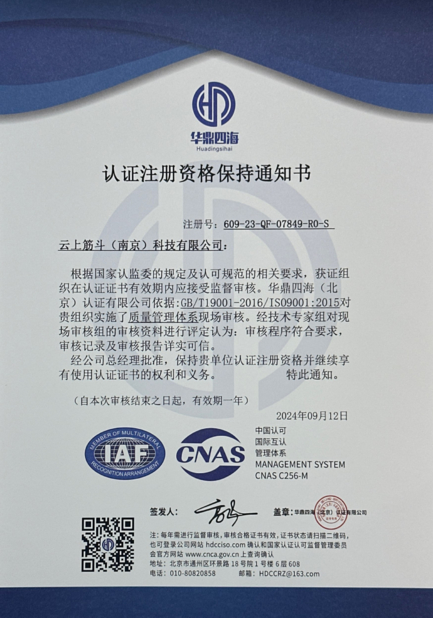 华鼎四海
Huadingsihai
认证注册资格保持通知书
注册号：609-23-QF-07849-R0-S
云上筋斗（南京）科技有限公司：
根据国家认监委的规定及认可规范的相关要求，获证组
织在认证证书有效期内应接受监督审核。华鼎四海（北
京）认证有限公司依据:GB/T19001-2016/ISO9001:2015对
贵组织实施了质量管理体系现场审核。经技术专家组对现
场审核组的审核资料进行评定认为：审核程序符合要求，
审核记录及审核报告详实可信。
经公司总经理批准，保持贵单位认证注册资格并继续享
有使用认证证书的权利和义务。 特此通知。
（自本次审核结束之日起，有效期一年）
2024年09月12日
MEMBER OF MULTILATERAL
IAF
RECOGNITION ARRANGEMENT
CNAS
中国认可
国际互认
管理体系
MANAGEMENT SYSTEM
CNAS C256-M
签发人：
盖章：华鼎四海（北京）认证有限公司
注：每年需进行监督审核，审核合格证书有效，证书状态请扫描二维码，
也可登录公司网站 hdcciso.com 确认和国家认证认可监督管理委员
会官方网站 www.cnca.gov.cn 上查询确认
地址：北京市通州区环景路 18 号院 1 号楼 6 层 608
电话：010-80820858 邮箱：HDCCRZ@163.com